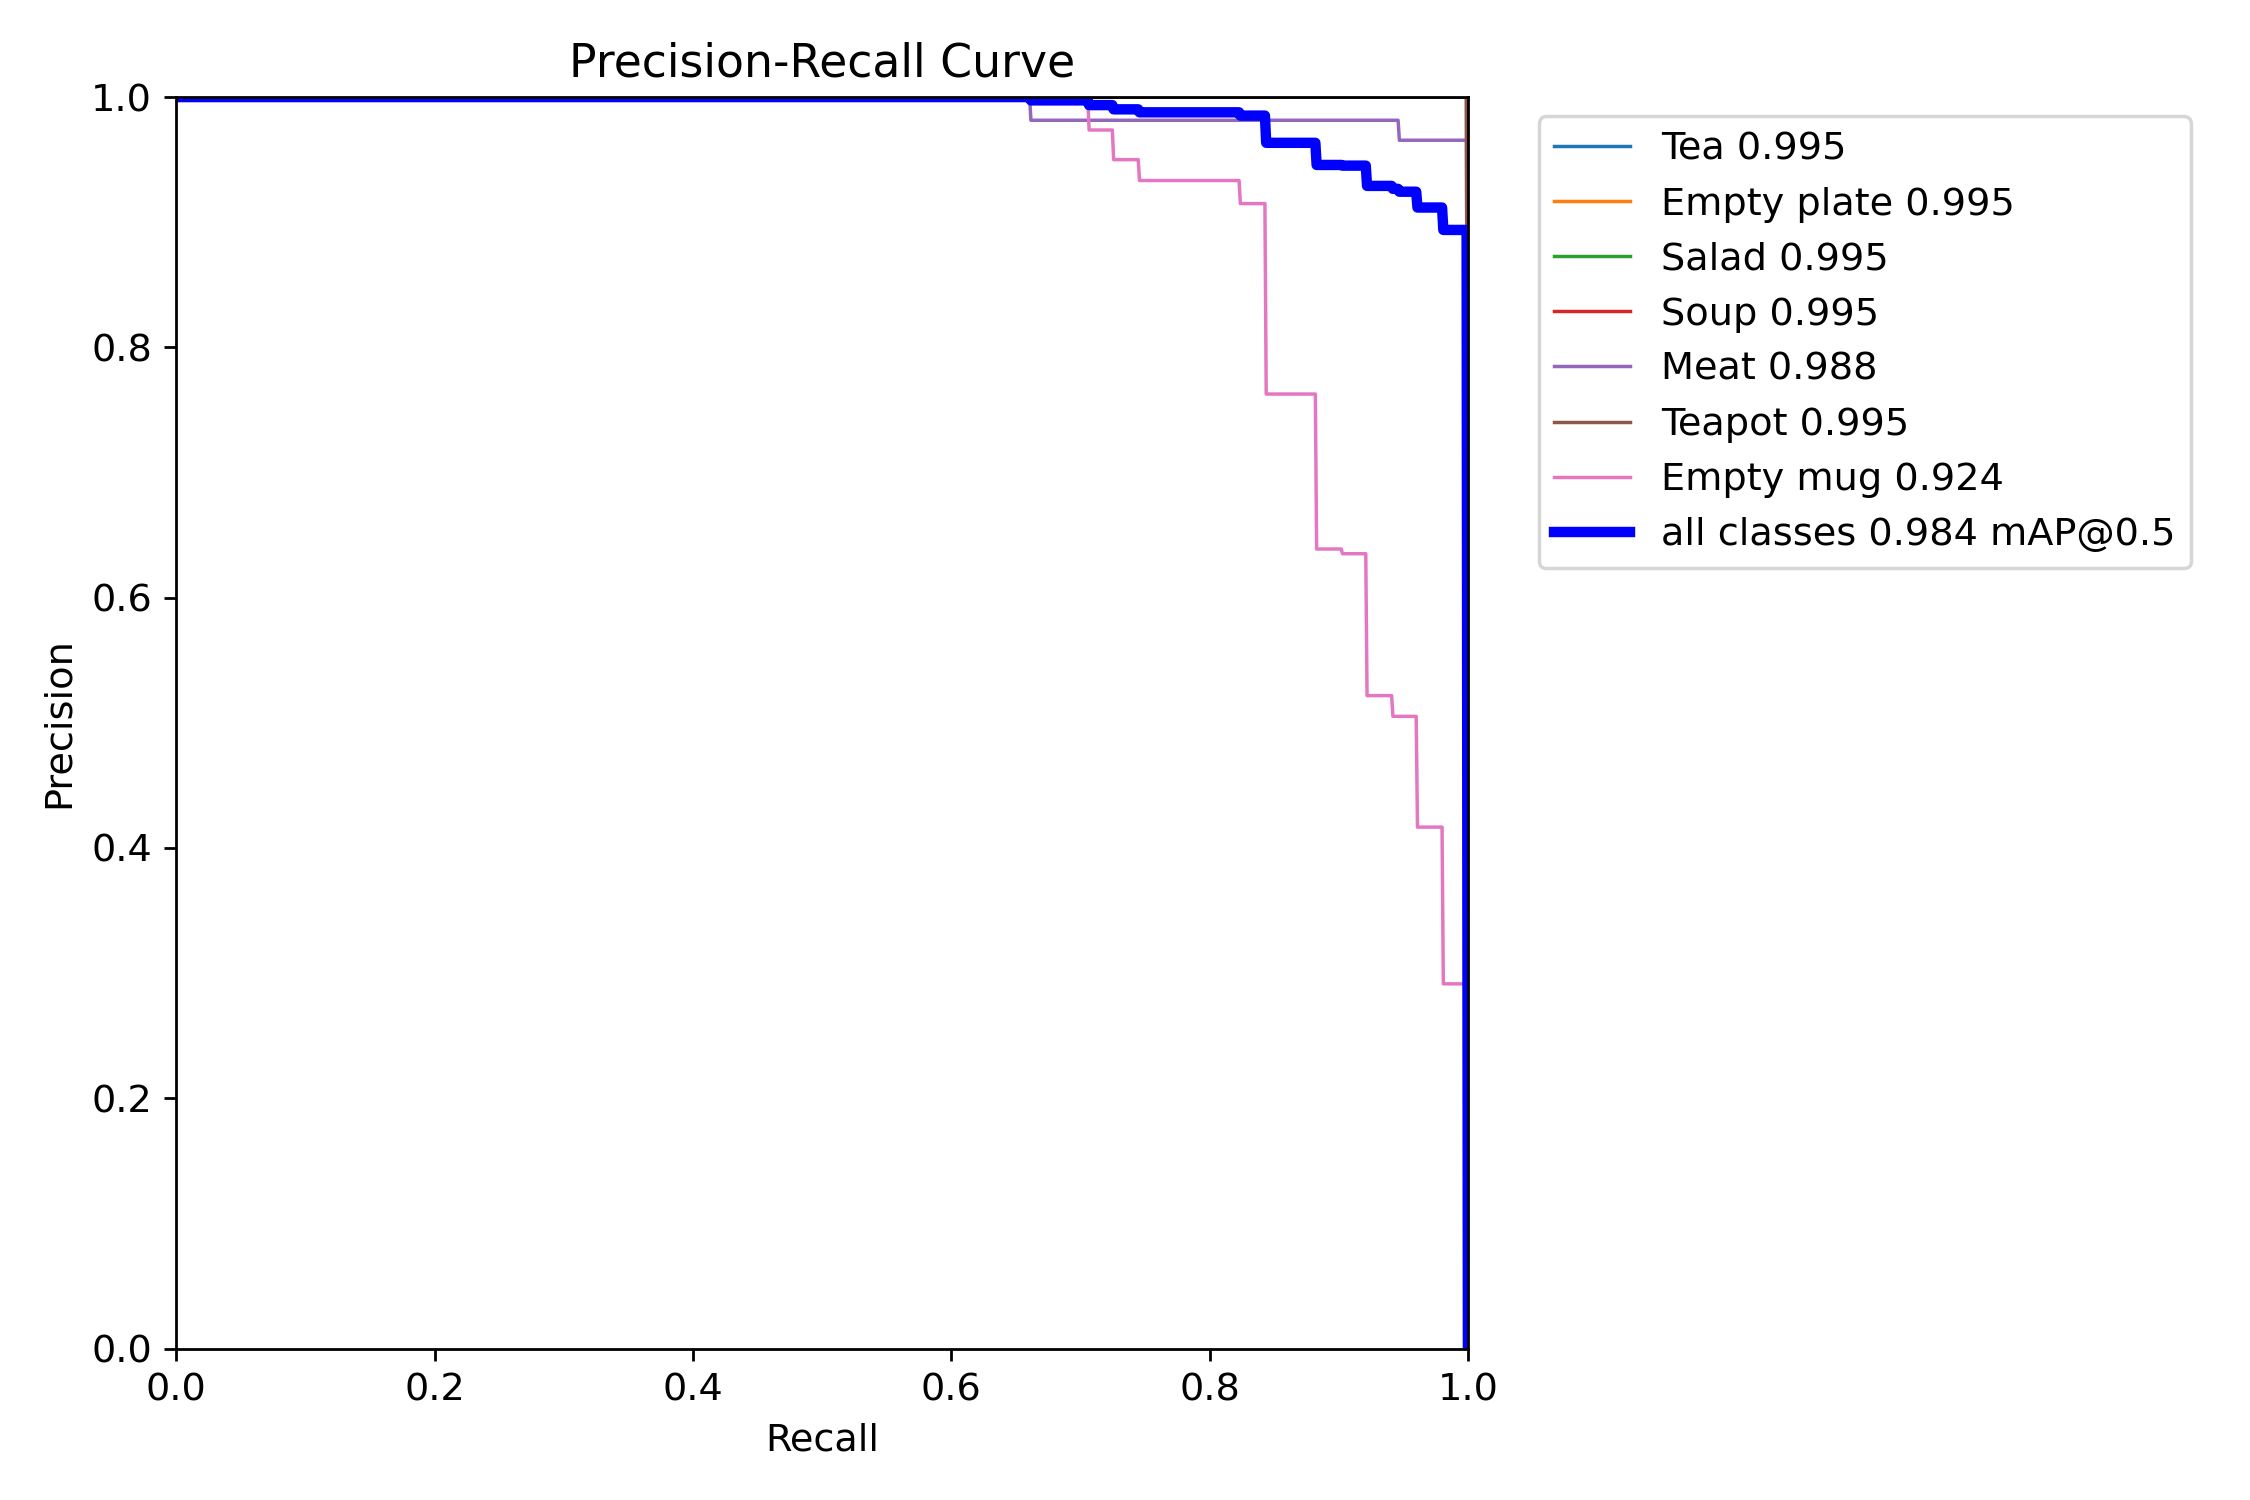 Precision-Recall Curve
1.0
0.8
0.6
0.4
0.2
0.0
Precision
0.0 0.2 0.4 0.6 0.8 1.0
Recall
Tea 0.995
Empty plate 0.995
Salad 0.995
Soup 0.995
Meat 0.988
Teapot 0.995
Empty mug 0.924
all classes 0.984 mAP@0.5